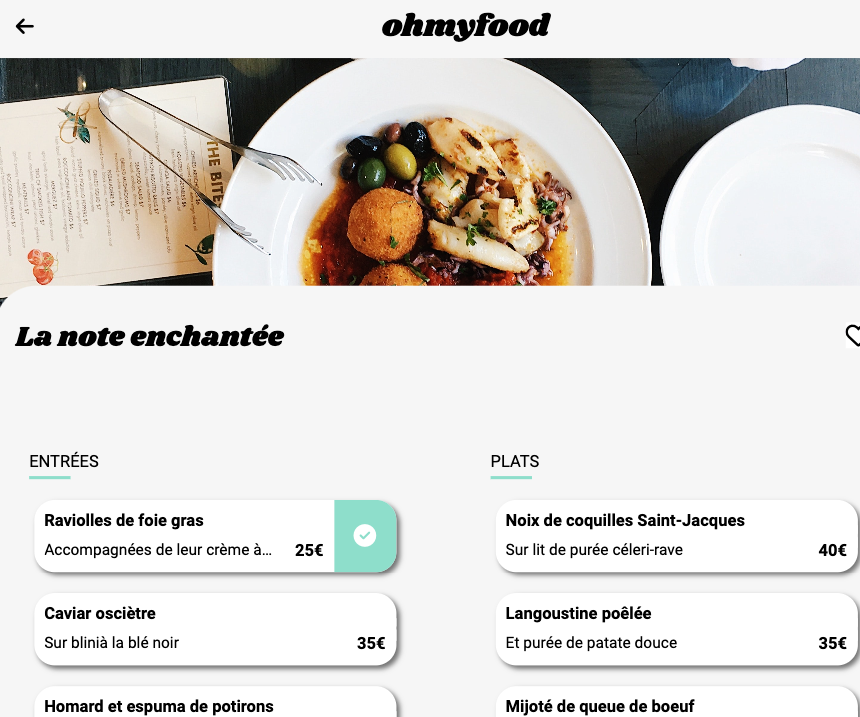 ohmyfood
THE BITE
La note enchantée
ENTRÉES
Raviolles de foie gras
Accompagnées de leur crème à...
25€
Caviar osciètre
Sur blinià la blé noir
35€
Homard et espuma de potirons
PLATS
Noix de coquilles Saint-Jacques
Sur lit de purée céleri-rave
40€
Langoustine poêlée
Et purée de patate douce
35€
Mijoté de queue de boeuf